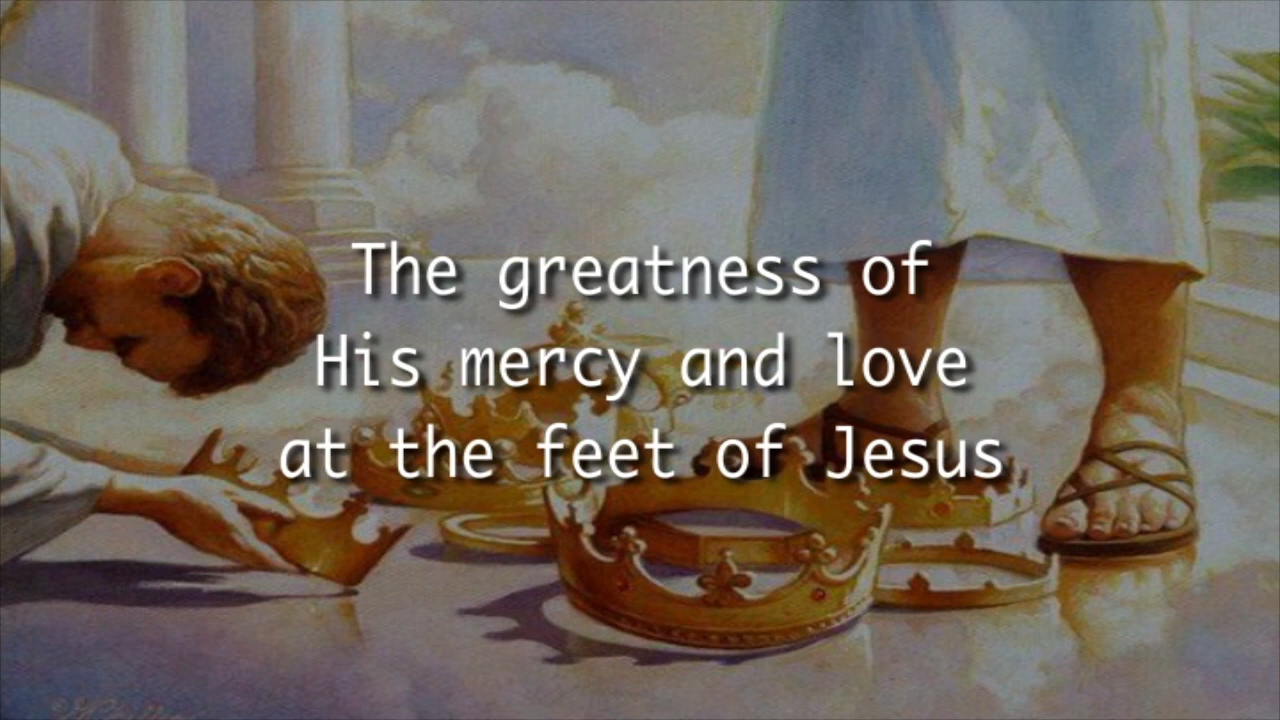 The greatness of
His mercy and love
at the feet of Jesus